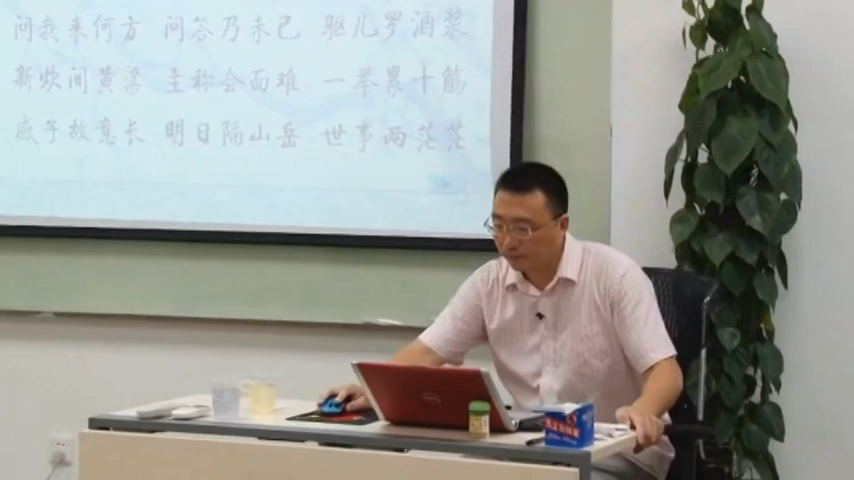 问我来何方 问答乃未已 驱儿罗酒浆
新炊间黄粱 主称会面难 一举累十觞
感子故意长 明日隔山岳 世事两茫茫
DELL